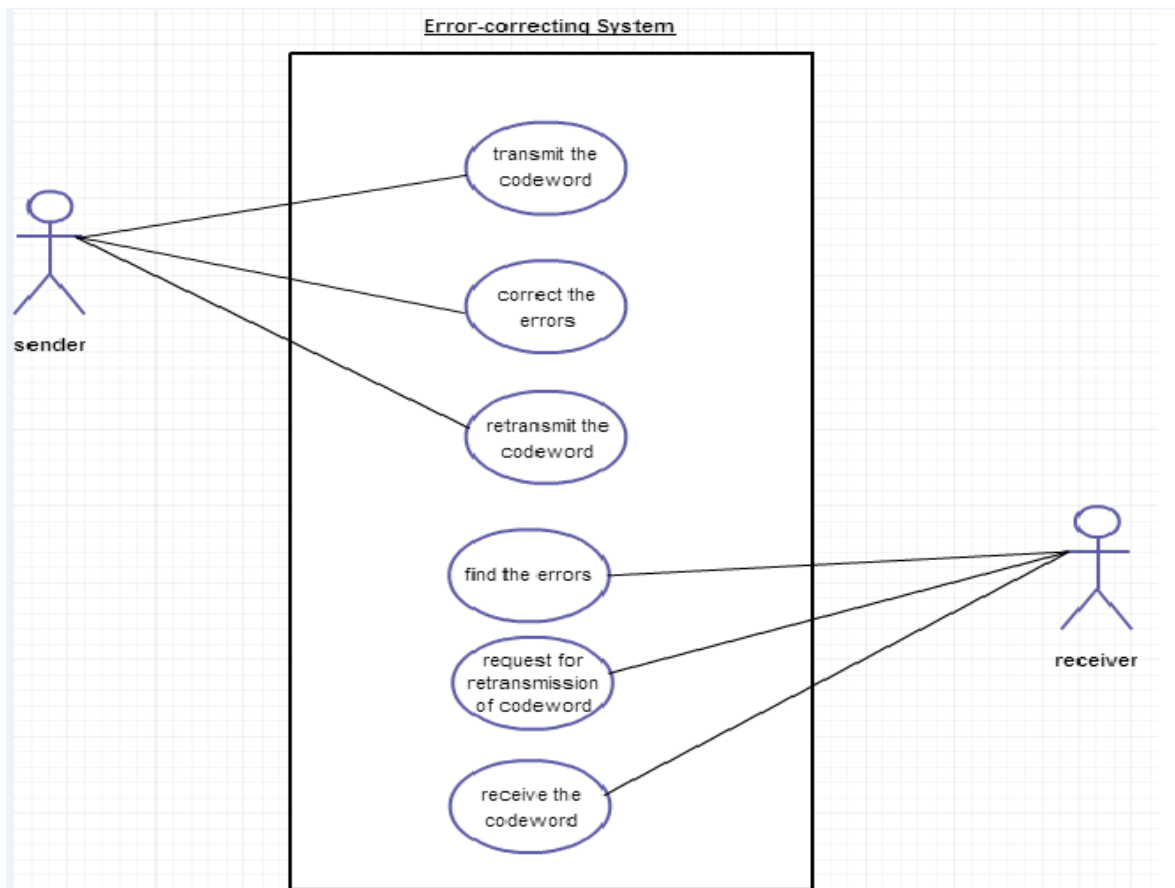 Error-correcting System
transmit the
codeword
correct the
errors
sender
retransmit the
codeword
find the errors
request for
retransmission
of codeword
receiver
receive the
codeword